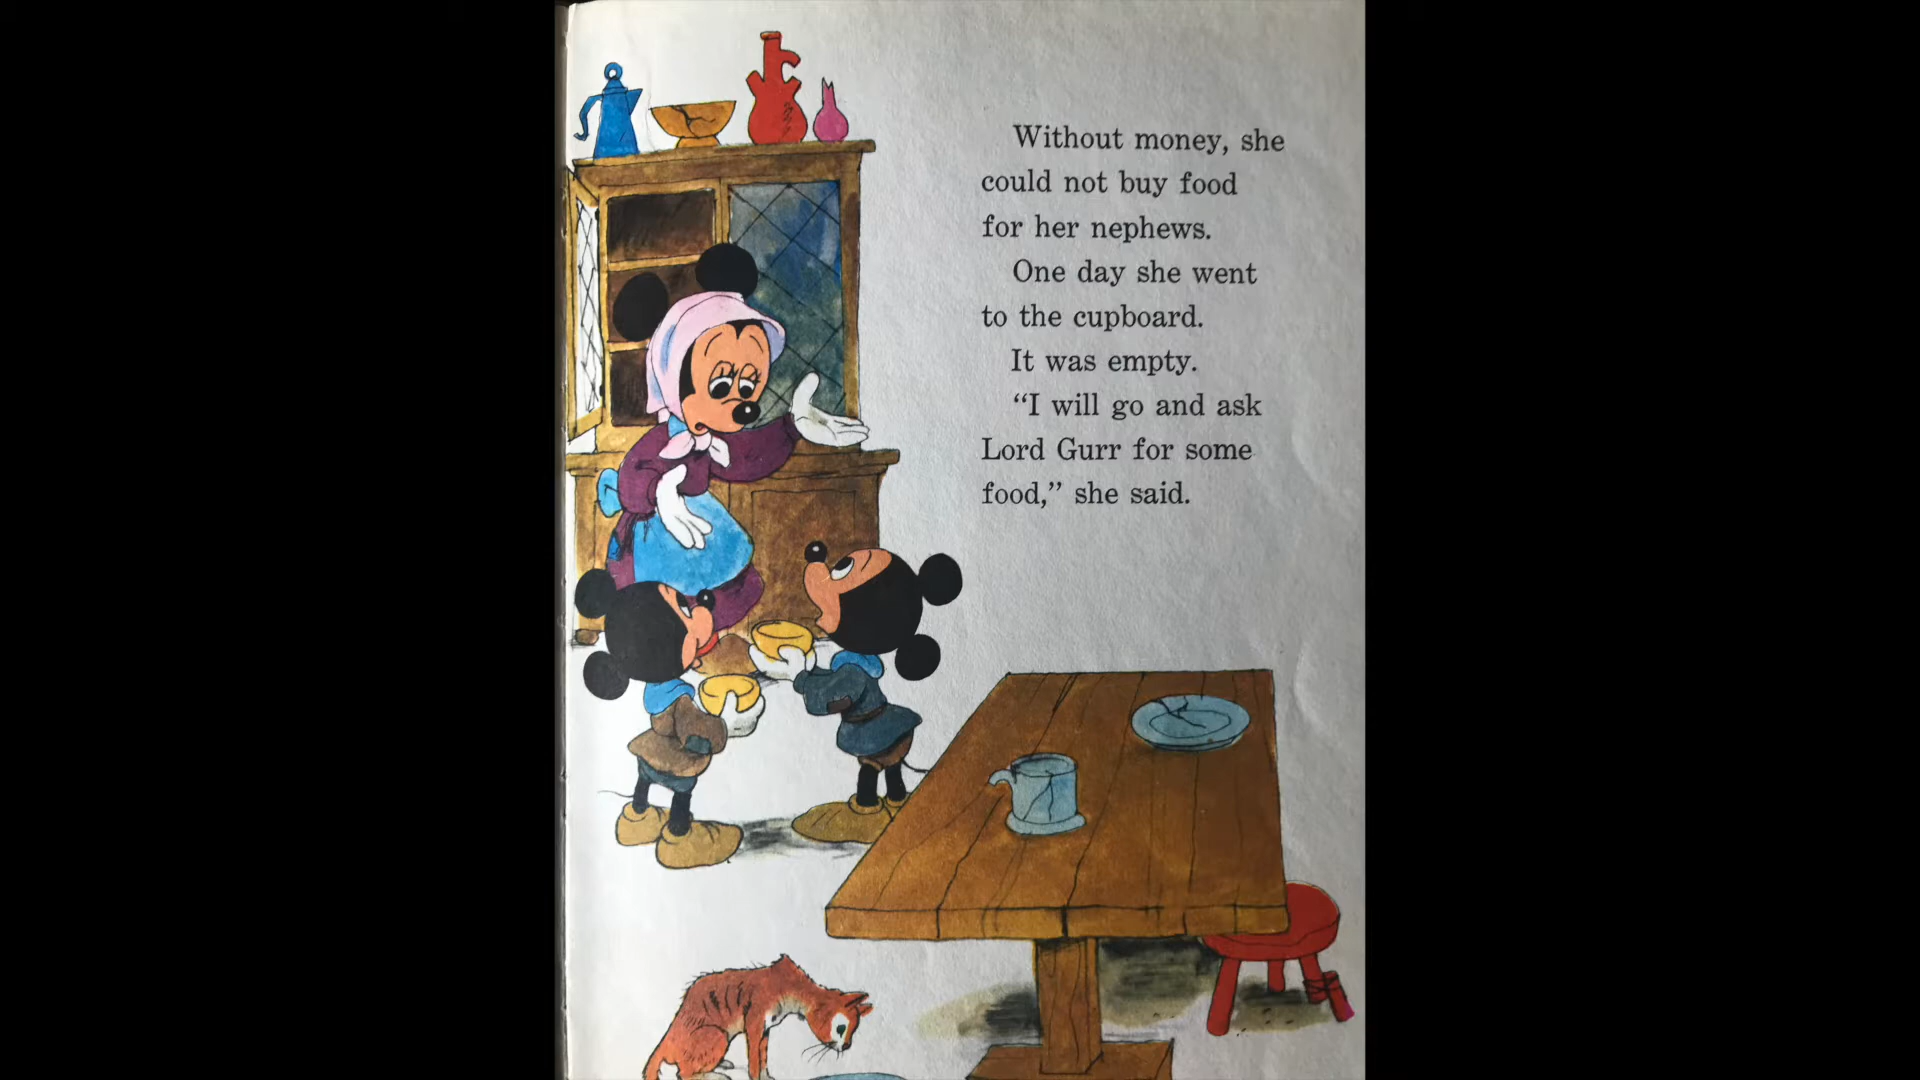 Without money, she
could not buy food
for her nephews.
One day she went
to the cupboard.
It was empty.
“I will go and ask
Lord Gurr for some
food,” she said.